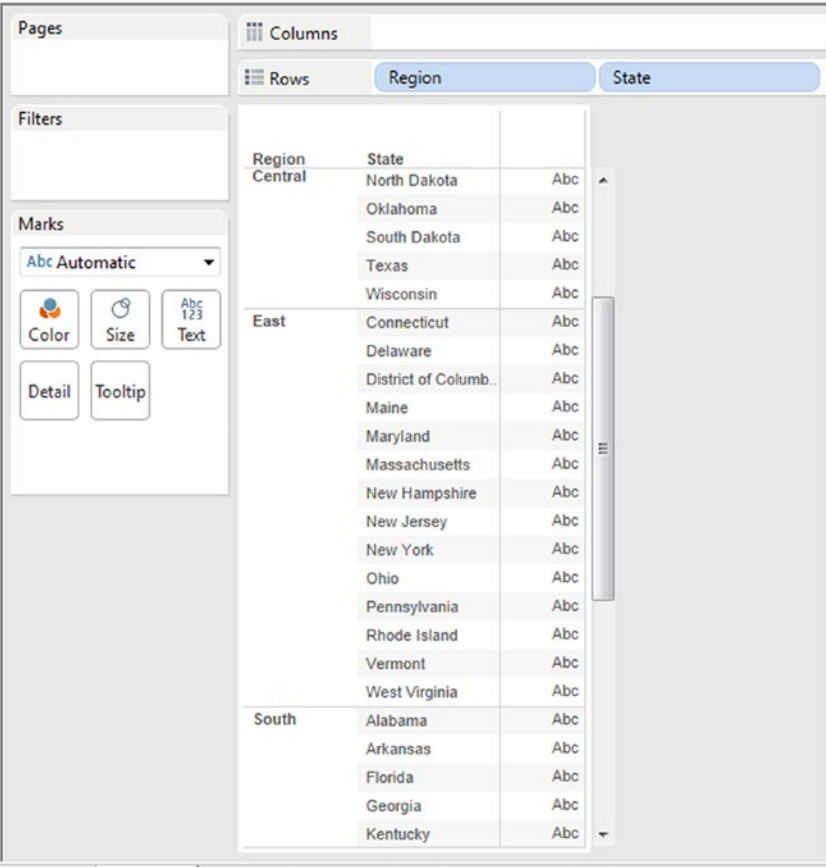 Pages
Columns
Rows Region State
Filters
Marks
Abc Automatic
Color Size Abc 123 Text
Detail Tooltip
Region State
Central North Dakota Abc
Oklahoma Abc
South Dakota Abc
Texas Abc
Wisconsin Abc
East Connecticut Abc
Delaware Abc
District of Columb.. Abc
Maine Abc
Maryland Abc
Massachusetts Abc
New Hampshire Abc
New Jersey Abc
New York Abc
Ohio Abc
Pennsylvania Abc
Rhode Island Abc
Vermont Abc
West Virginia Abc
South Alabama Abc
Arkansas Abc
Florida Abc
Georgia Abc
Kentucky Abc